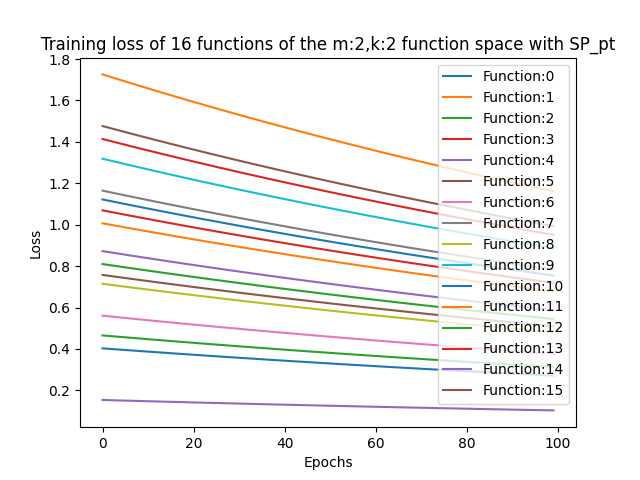 Training loss of 16 functions of the m:2,k:2 function space with SP_pt
1.8
1.6
1.4
1.2
1.0
0.8
0.6
0.4
0.2
Loss
0 20 40 60 80 100
Epochs
Function:0
Function:1
Function:2
Function:3
Function:4
Function:5
Function:6
Function:7
Function:8
Function:9
Function:10
Function:11
Function:12
Function:13
Function:14
Function:15